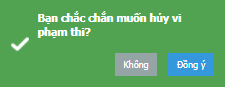 Bạn chắc chắn muốn hủy vi
phạm thi?
Không
Đồng ý